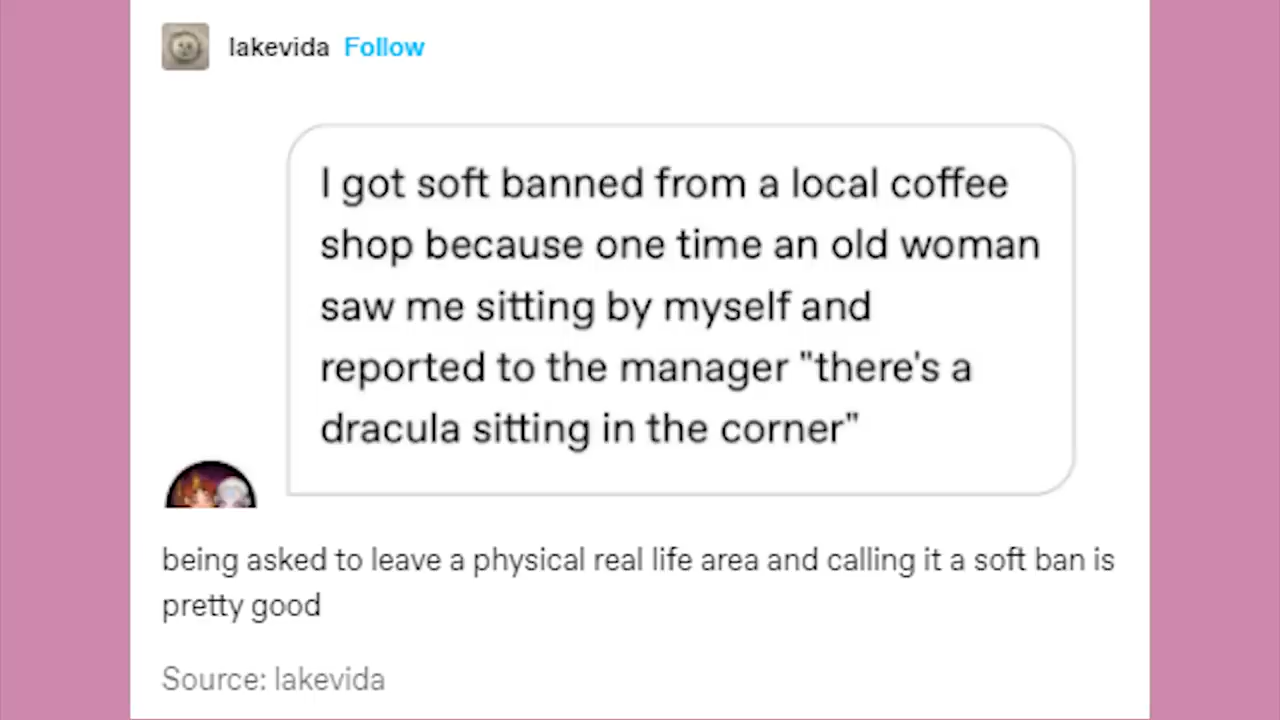 lakevida Follow
I got soft banned from a local coffee
shop because one time an old woman
saw me sitting by myself and
reported to the manager "there's a
dracula sitting in the corner"
being asked to leave a physical real life area and calling it a soft ban is
pretty good
Source: lakevida